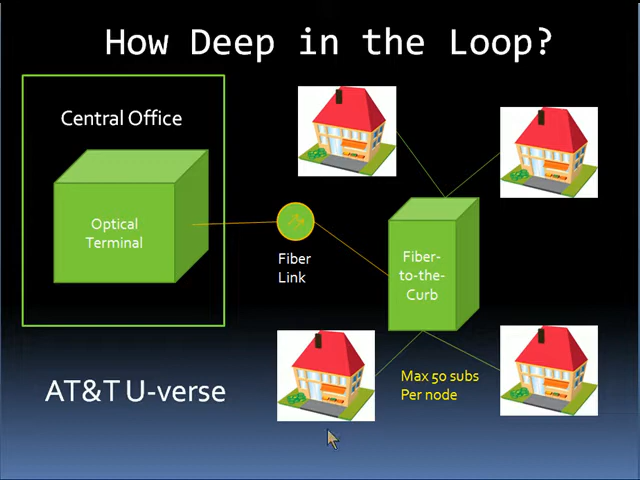 How Deep in the Loop?
Central Office
Optical
Terminal
Fiber
Link
Fiber-
to-the-
Curb
Max 50 subs
Per node
AT&T U-verse